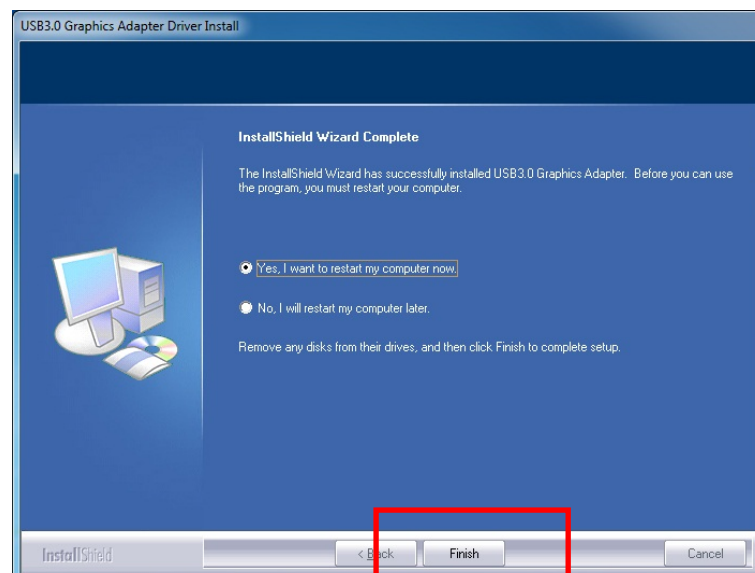 USB3.0 Graphics Adapter Driver Install
InstallShield Wizard Complete
The InstallShield Wizard has successfully installed USB3.0 Graphics Adapter. Before you can use
the program, you must restart your computer.
Yes, I want to restart my computer now.
No, I will restart my computer later.
Remove any disks from their drives, and then click Finish to complete setup.
InstallShield
< Back
Finish
Cancel